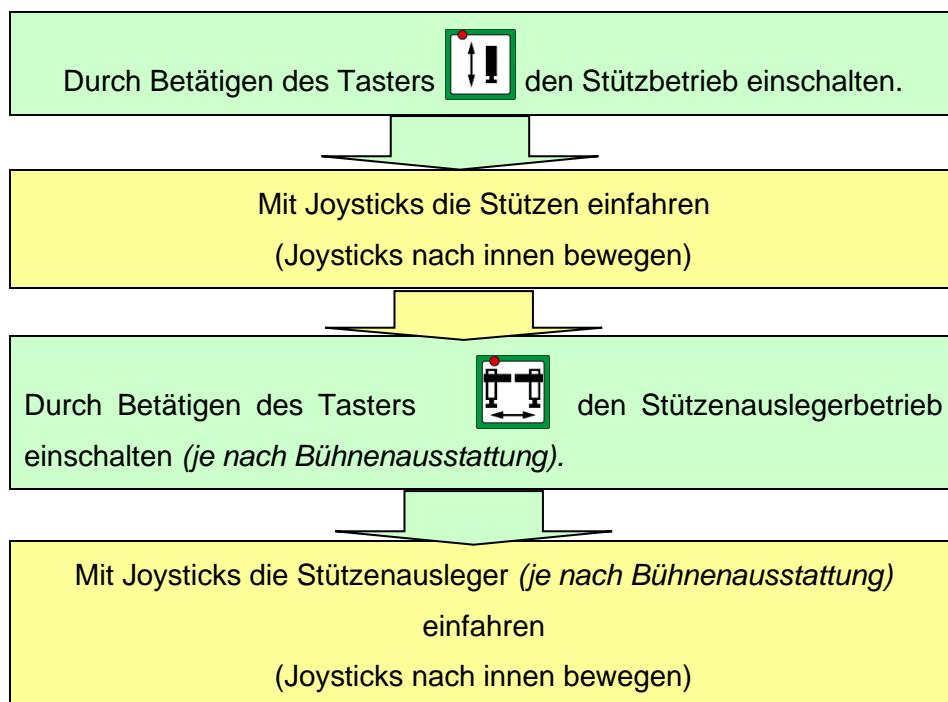 Durch Betätigen des Tasters den Stützbetrieb einschalten.
Mit Joysticks die Stützen einfahren
(Joysticks nach innen bewegen)
Durch Betätigen des Tasters den Stützenauslegerbetrieb
einschalten (je nach Bühnenausstattung).
Mit Joysticks die Stützenausleger (je nach Bühnenausstattung)
einfahren
(Joysticks nach innen bewegen)